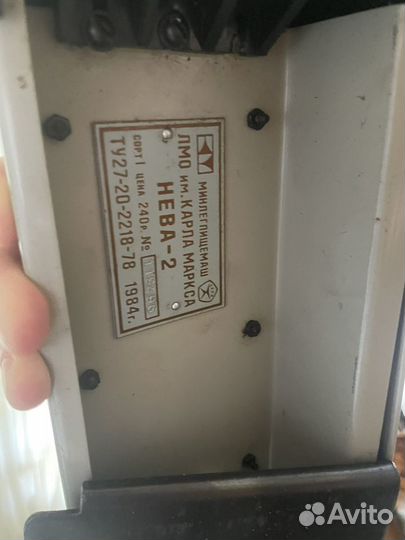 МИНЛЕГПИЩЕМАШ
ЛМО им. КАРЛА МАРКСА
НЕВА-2
СОРТ I ЦЕНА 240р. №
ТУ27-20-2218-78 1984г.
Avito